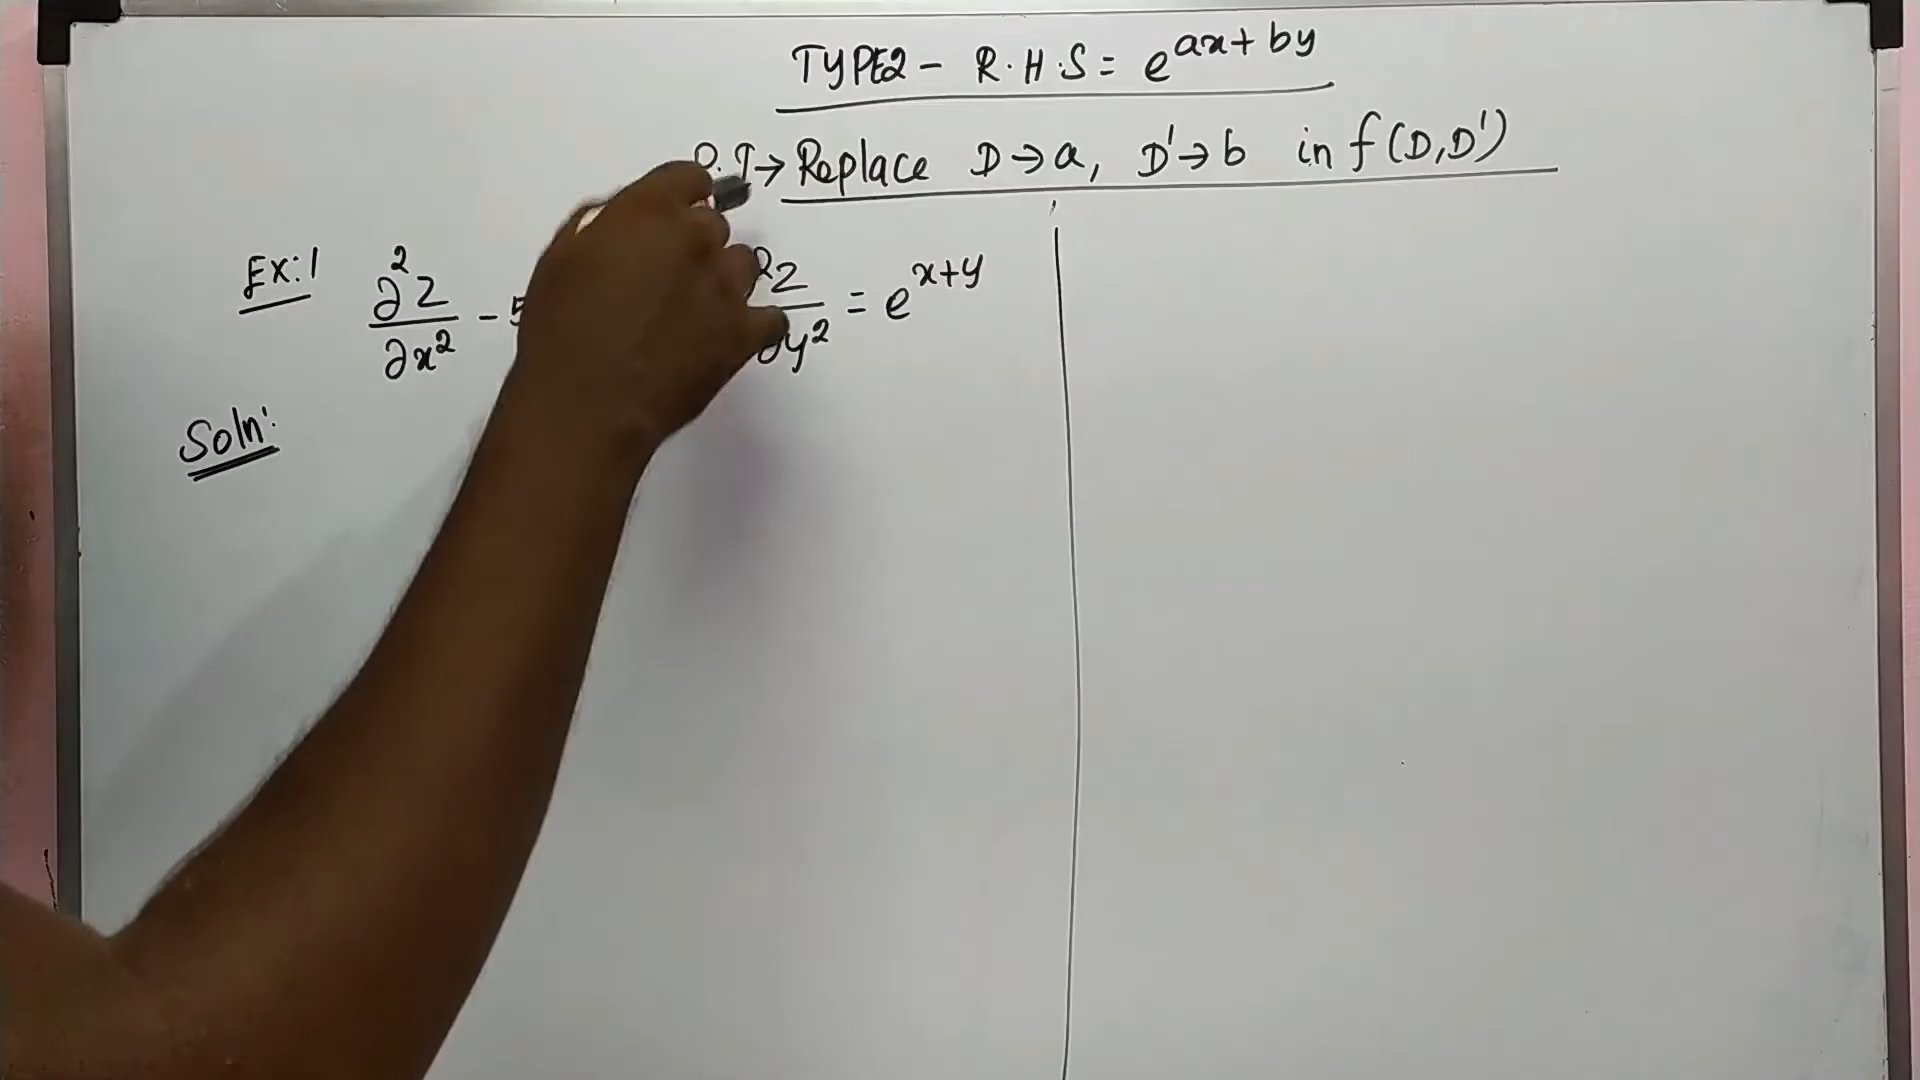 TYPE2 - R.H.S = e^{ax+by}
P.I → Replace D→a, D'→b in f(D,D')
Ex:1 ∂²z/∂x² - 5 ²z/∂y² = e^{x+y}
Soln: